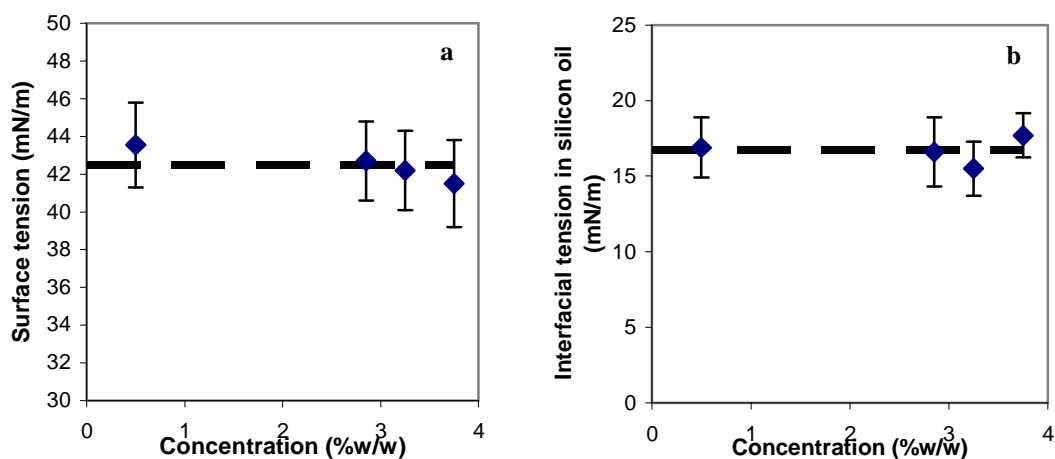 a
Surface tension (mN/m)
50
48
46
44
42
40
38
36
34
32
30
0 1 2 3 4
Concentration (%w/w)
b
Interfacial tension in silicon oil
(mN/m)
25
20
15
10
5
0
0 1 2 3 4
Concentration (%w/w)